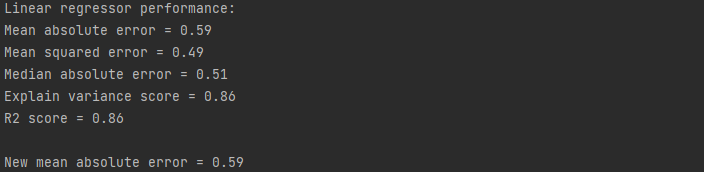 Linear regressor performance:
Mean absolute error = 0.59
Mean squared error = 0.49
Median absolute error = 0.51
Explain variance score = 0.86
R2 score = 0.86
New mean absolute error = 0.59